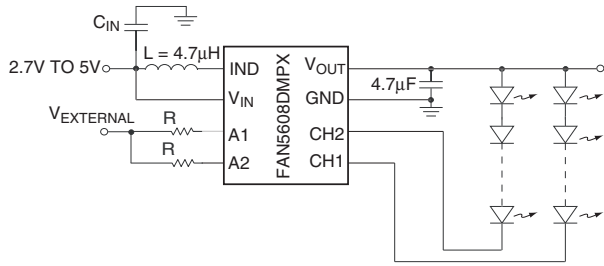 C_IN
L = 4.7μH
2.7V TO 5V
IND
V_OUT
4.7μF
V_IN
GND
V_EXTERNAL
R
A1
CH2
R
A2
CH1
FAN5608DMPX